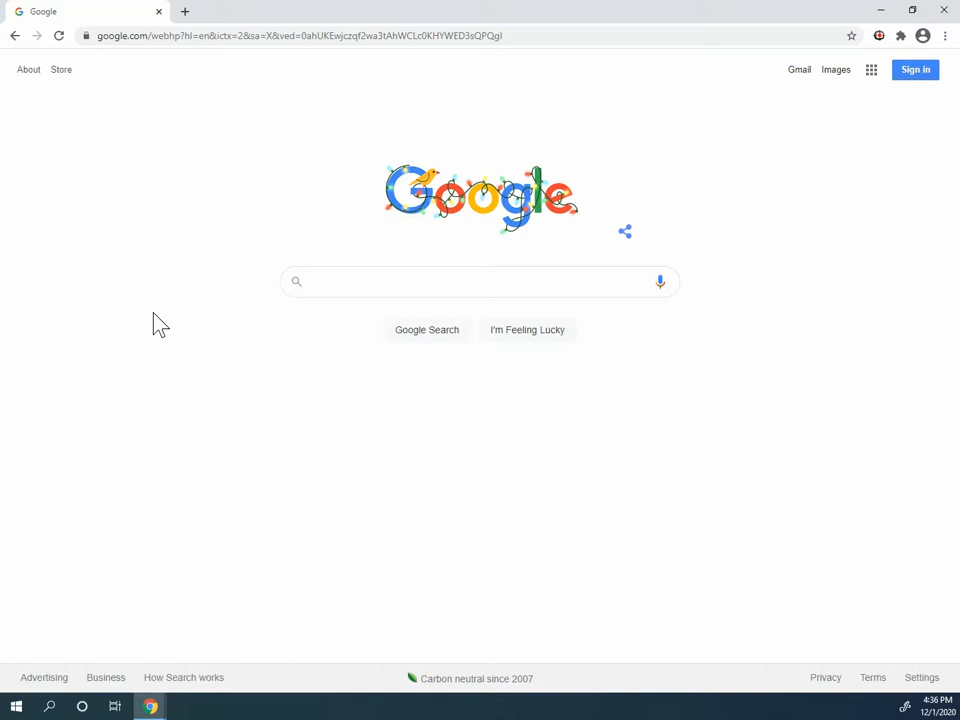 Google
google.com/webhp?hl=en&ictx=2&sa=X&ved=0ahUKEwjczqf2wa3tAhWCLc0KHYWED3sQPQgI
About Store Gmail Images Sign in
Google
Google Search I'm Feeling Lucky
Advertising Business How Search works Carbon neutral since 2007 Privacy Terms Settings
4:36 PM
12/1/2020